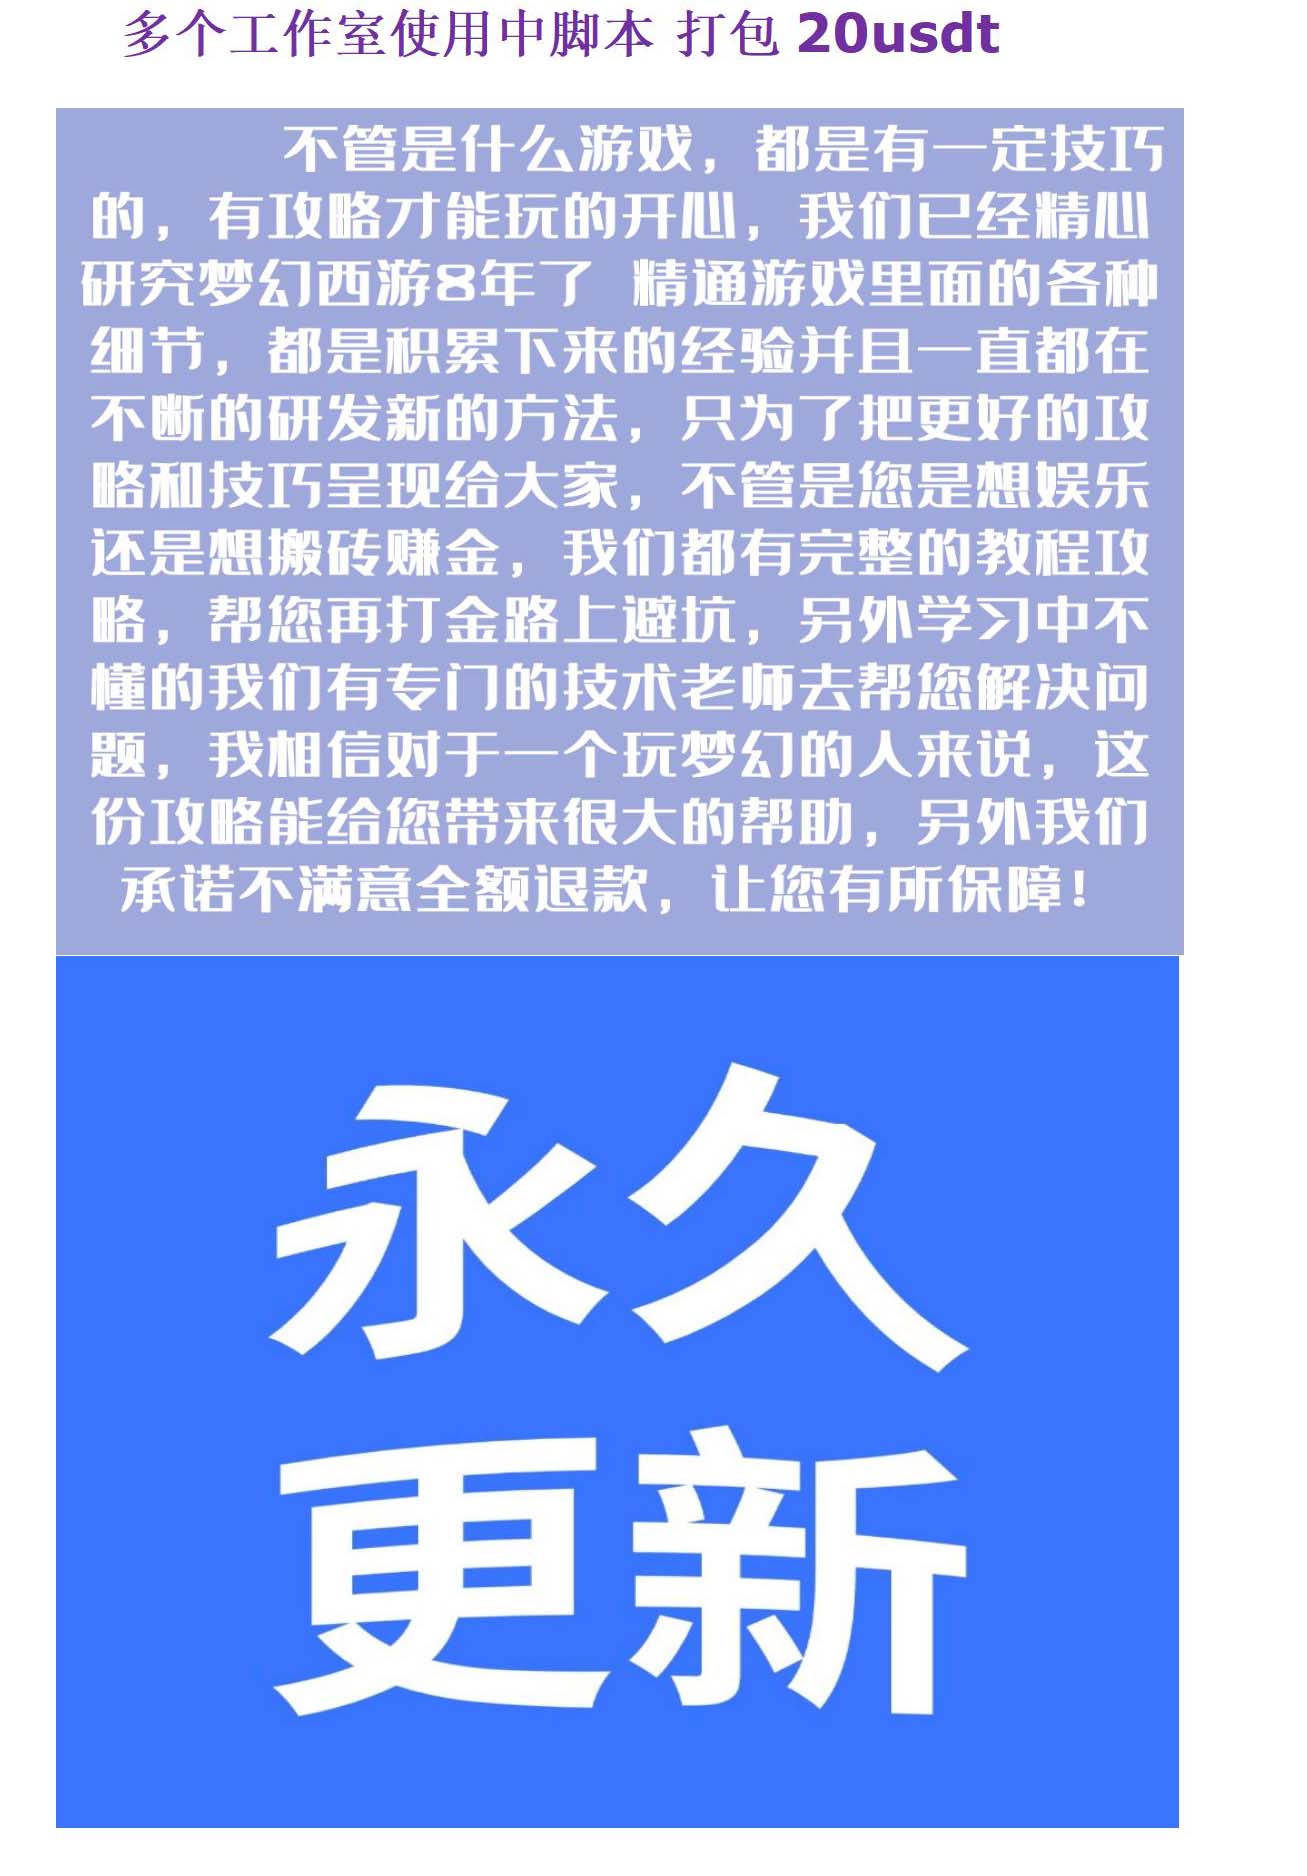 多个工作室使用中脚本 打包 20usdt
不管是什么游戏，都是有一定技巧
的，有攻略才能玩的开心，我们已经精心
研究梦幻西游8年了 精通游戏里面的各种
细节，都是积累下来的经验并且一直都在
不断的研发新的方法，只为了把更好的攻
略和技巧呈现给大家，不管是您是想娱乐
还是想搬砖赚金，我们都有完整的教程攻
略，帮您再打金路上避坑，另外学习中不
懂的我们有专门的技术老师去帮您解决问
题，我相信对于一个玩梦幻的人来说，这
份攻略能给您带来很大的帮助，另外我们
承诺不满意全额退款，让您有所保障！
永久
更新